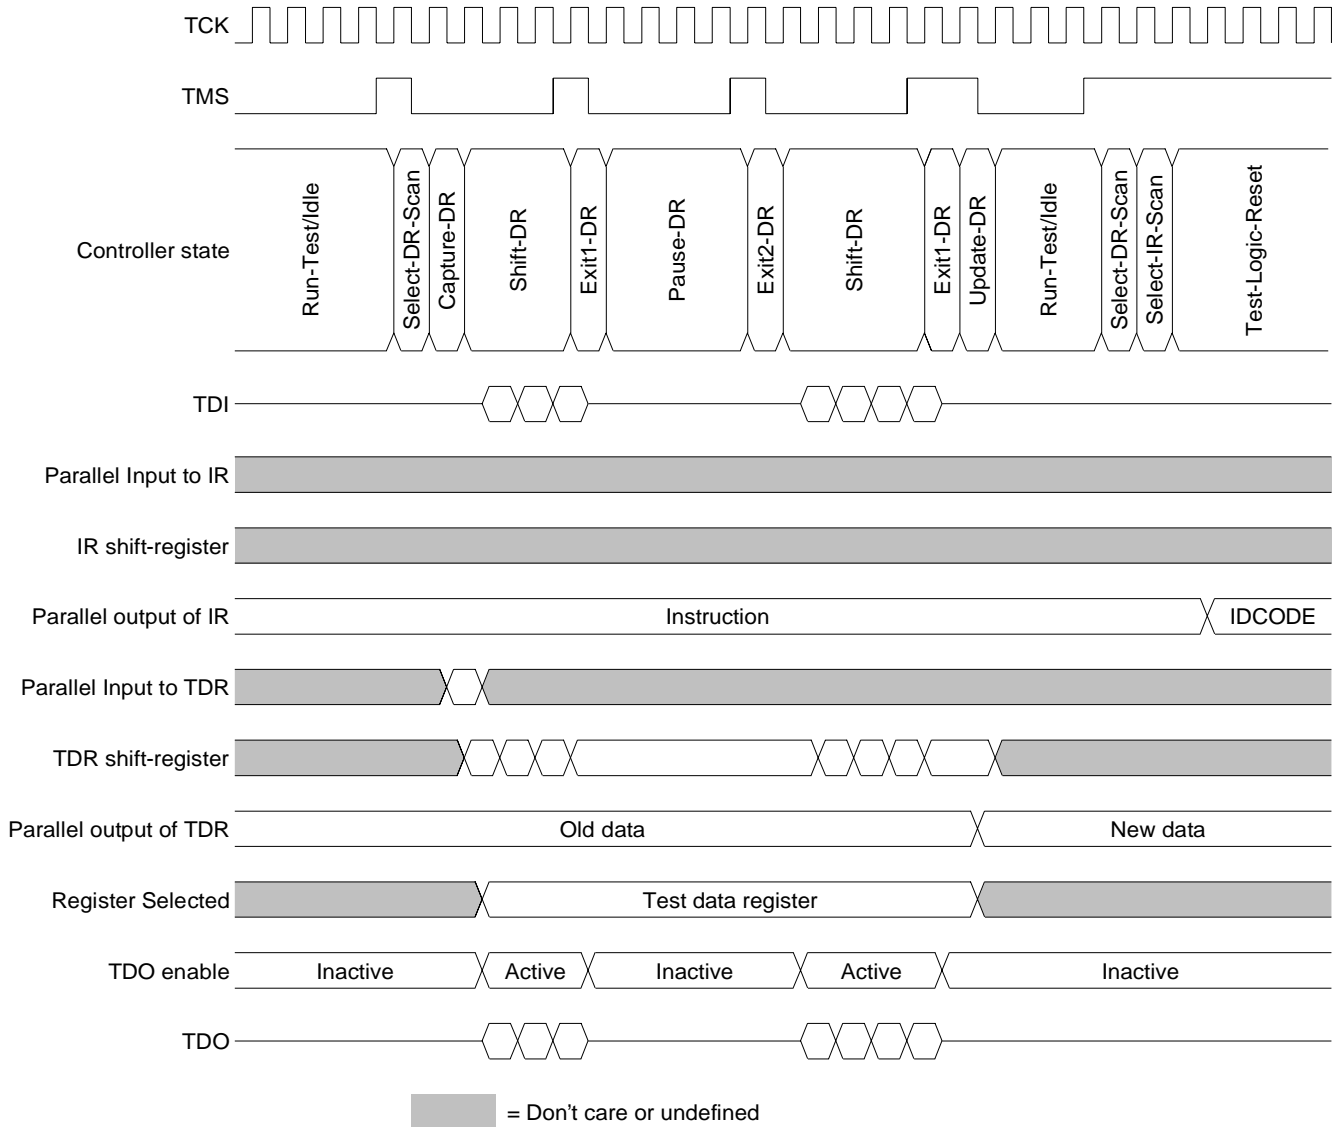 TCK
TMS
Controller state
Run-Test/Idle
Select-DR-Scan
Capture-DR
Shift-DR
Exit1-DR
Pause-DR
Exit2-DR
Shift-DR
Exit1-DR
Update-DR
Run-Test/Idle
Select-DR-Scan
Select-IR-Scan
Test-Logic-Reset
TDI
Parallel Input to IR
IR shift-register
Parallel output of IR
Instruction
IDCODE
Parallel Input to TDR
TDR shift-register
Parallel output of TDR
Old data
New data
Register Selected
Test data register
TDO enable
Inactive
Active
Inactive
Active
Inactive
TDO
= Don't care or undefined